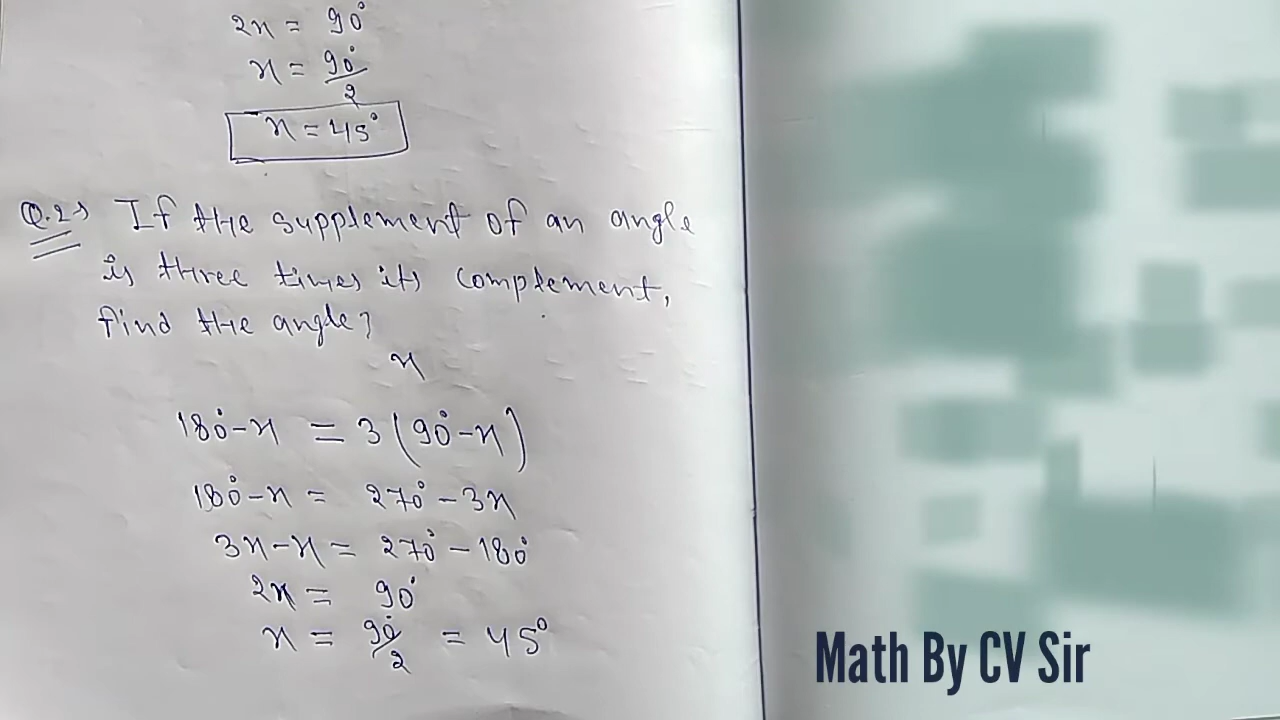 2x = 90°
x = 90°/2
x = 45°
Q.2→ If the supplement of an angle
is three times its complement,
find the angle?
x
180°-x = 3(90°-x)
180°-x = 270°-3x
3x-x = 270°-180°
2x = 90°
x = 90°/2 = 45°
Math By CV Sir